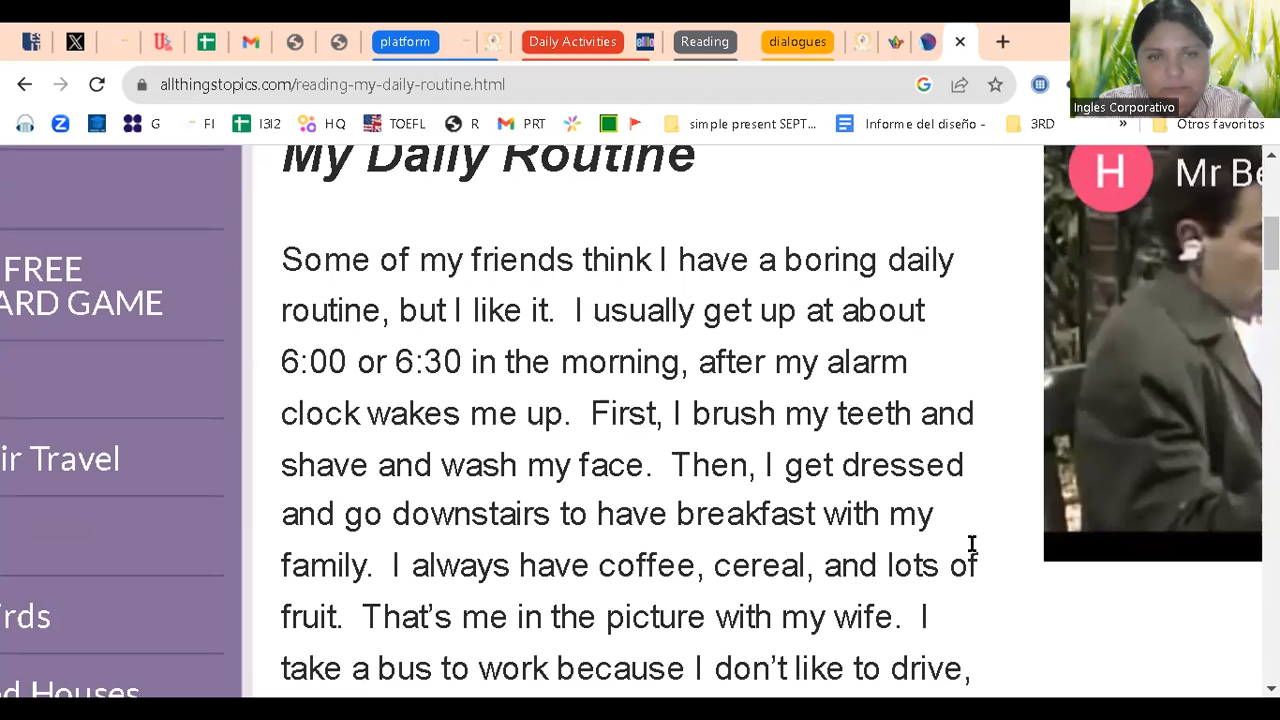 platform
Daily Activities
Reading
dialogues
allthingstopics.com/reading-my-daily-routine.html
Ingles Corporativo
G
FI
I3I2
HQ
TOEFL
R
PRT
simple present SEPT...
Informe del diseño -
3RD
»
Otros favoritos
My Daily Routine
H
Mr Be
FREE
ARD GAME
ir Travel
irds
ed Houses
Some of my friends think I have a boring daily
routine, but I like it. I usually get up at about
6:00 or 6:30 in the morning, after my alarm
clock wakes me up. First, I brush my teeth and
shave and wash my face. Then, I get dressed
and go downstairs to have breakfast with my
family. I always have coffee, cereal, and lots of
fruit. That's me in the picture with my wife. I
take a bus to work because I don't like to drive,